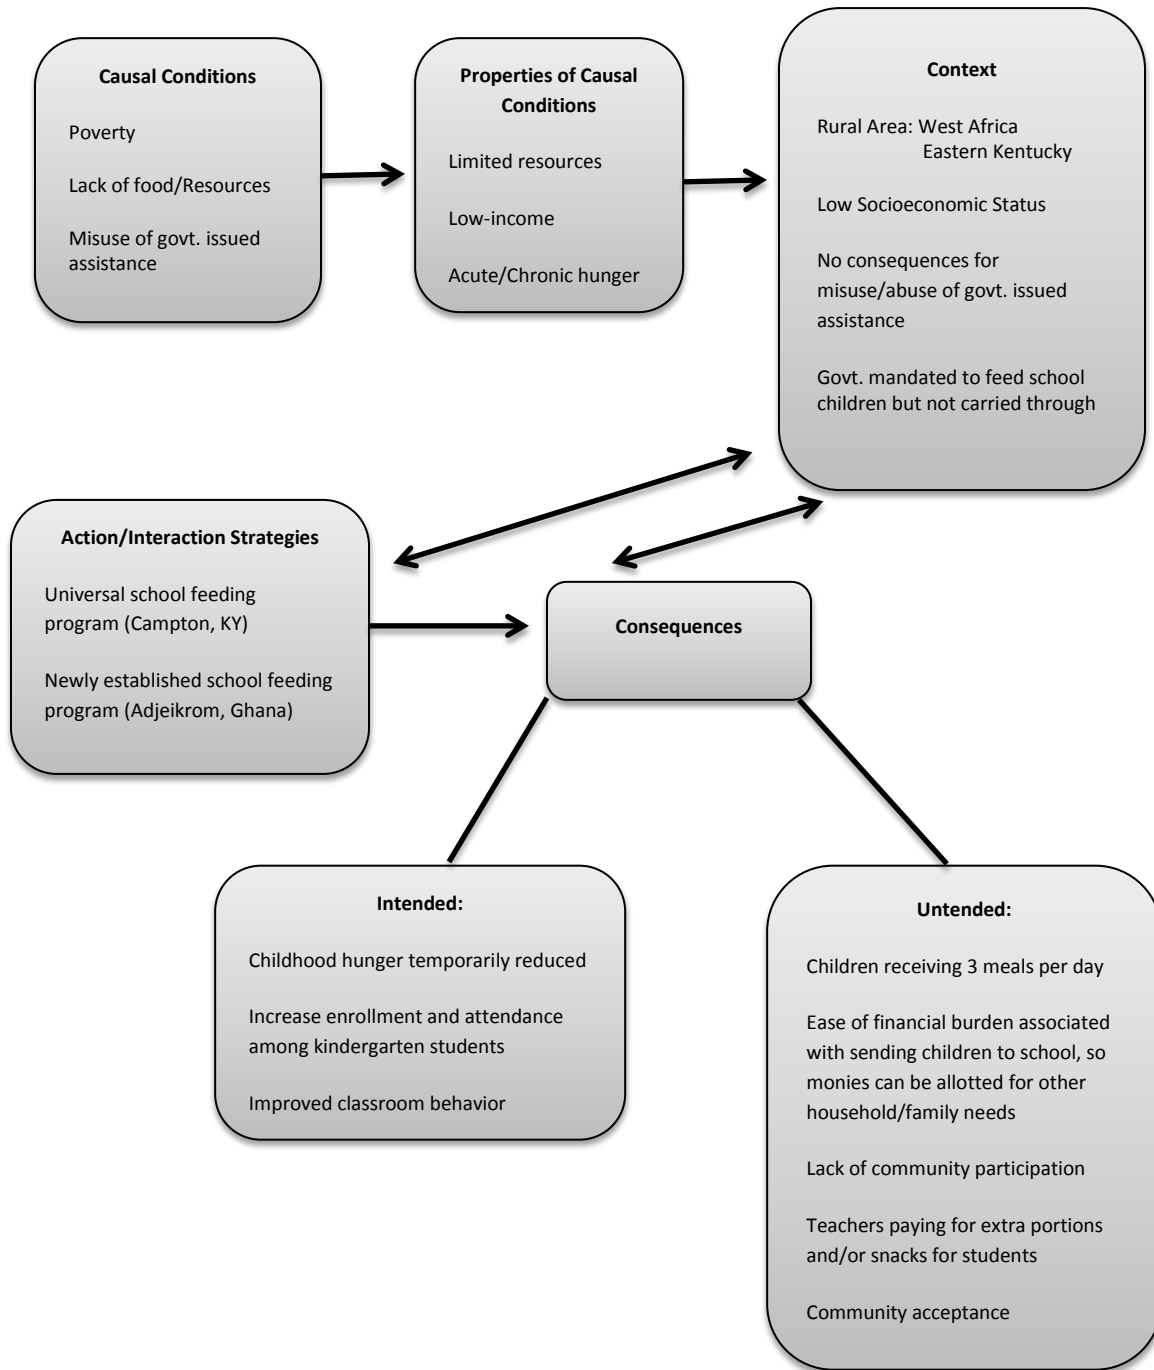 Causal Conditions
Poverty
Lack of food/Resources
Misuse of govt. issued
assistance
Properties of Causal
Conditions
Limited resources
Low-income
Acute/Chronic hunger
Context
Rural Area: West Africa
Eastern Kentucky
Low Socioeconomic Status
No consequences for
misuse/abuse of govt. issued
assistance
Govt. mandated to feed school
children but not carried through
Action/Interaction Strategies
Universal school feeding
program (Campton, KY)
Newly established school feeding
program (Adjeikrom, Ghana)
Consequences
Intended:
Childhood hunger temporarily reduced
Increase enrollment and attendance
among kindergarten students
Improved classroom behavior
Untended:
Children receiving 3 meals per day
Ease of financial burden associated
with sending children to school, so
monies can be allotted for other
household/family needs
Lack of community participation
Teachers paying for extra portions
and/or snacks for students
Community acceptance